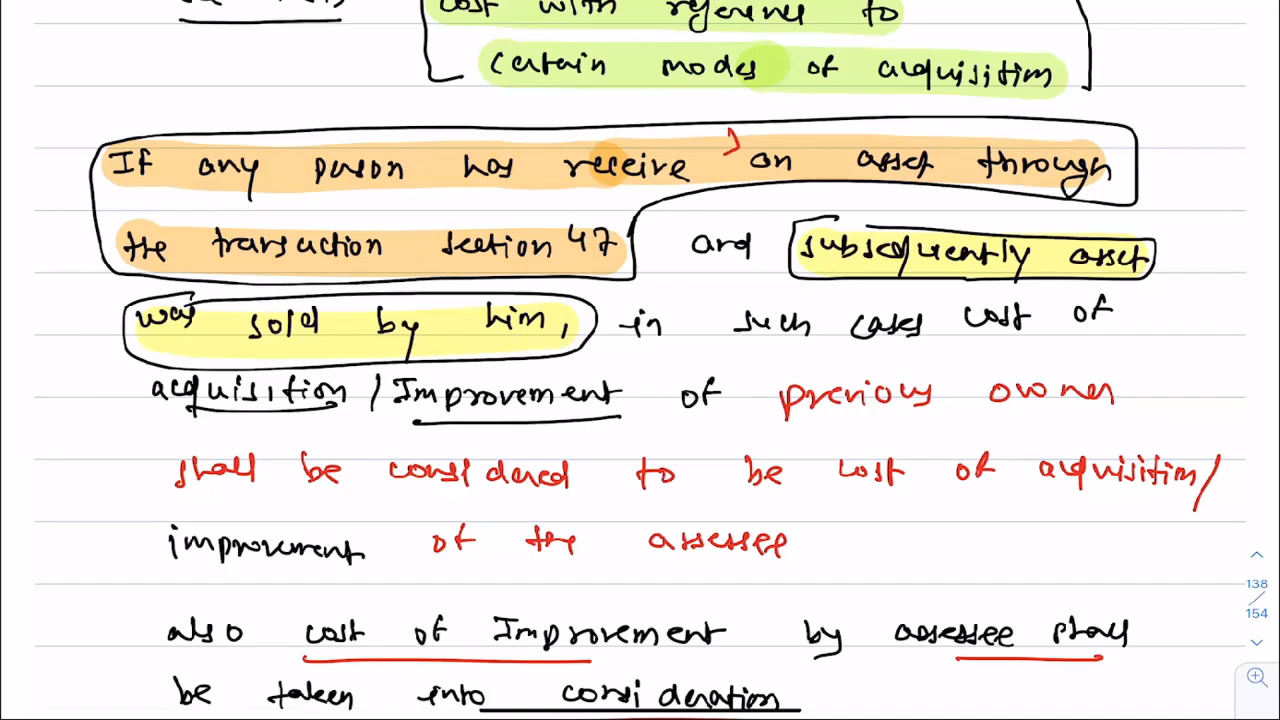 cost with reference to
certain modes of acquisition
If any person has receive an asset through
the transaction section 47 and subsequently asset
was sold by him, in such cases cost of
acquisition / Improvement of previous owner
shall be considered to be cost of acquisition /
improvement of the assessee
also cost of Improvement by assessee shall
be taken into consideration
138
154